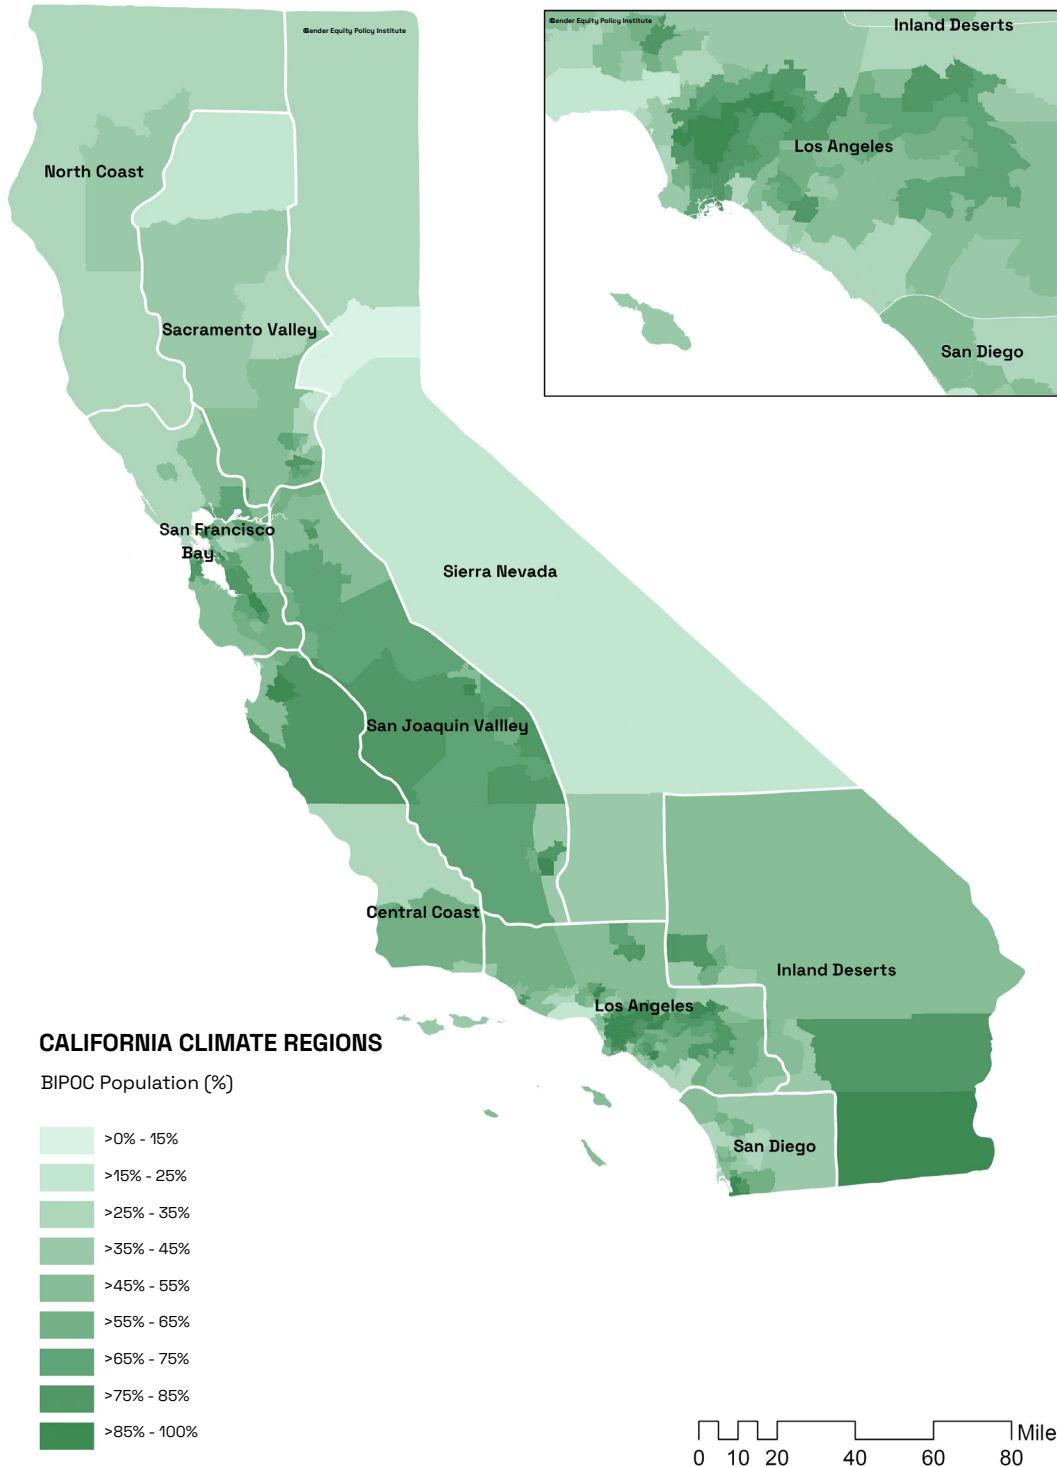 ©Gender Equity Policy Institute
©Gender Equity Policy Institute
Inland Deserts
Los Angeles
San Diego
North Coast
Sacramento Valley
San Francisco
Bay
Sierra Nevada
San Joaquin Vallley
Central Coast
Inland Deserts
Los Angeles
San Diego
CALIFORNIA CLIMATE REGIONS
BIPOC Population (%)
>0% - 15%
>15% - 25%
>25% - 35%
>35% - 45%
>45% - 55%
>55% - 65%
>65% - 75%
>75% - 85%
>85% - 100%
Mile
0 10 20 40 60 80